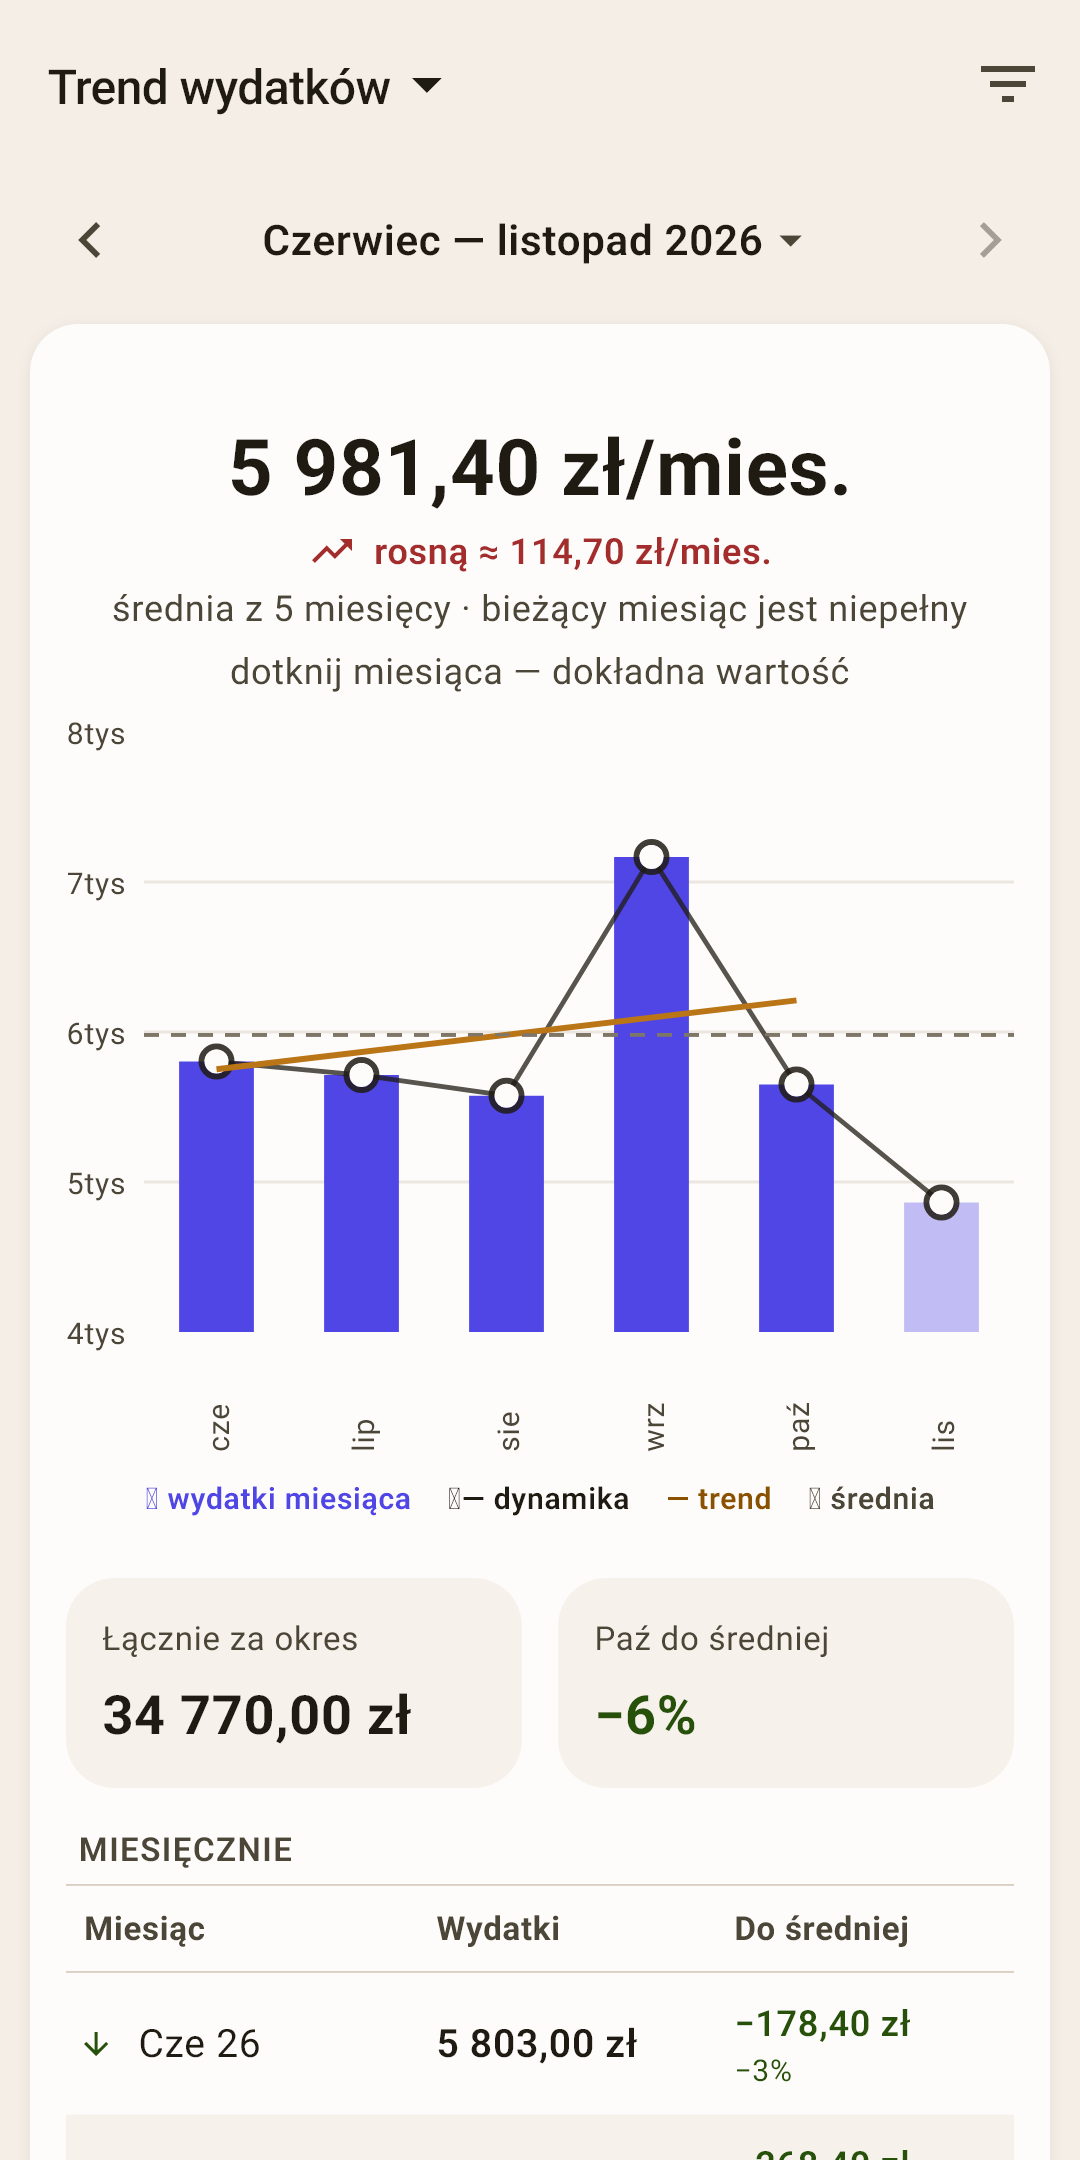 Trend wydatków
Czerwiec — listopad 2026
5 981,40 zł/mies.
rosną ≈ 114,70 zł/mies.
średnia z 5 miesięcy · bieżący miesiąc jest niepełny
dotknij miesiąca — dokładna wartość
8tys
7tys
6tys
5tys
4tys
cze lip sie wrz paź lis
wydatki miesiąca — dynamika — trend średnia
Łącznie za okres
34 770,00 zł
Paź do średniej
−6%
MIESIĘCZNIE
Miesiąc Wydatki Do średniej
Cze 26 5 803,00 zł −178,40 zł
−3%